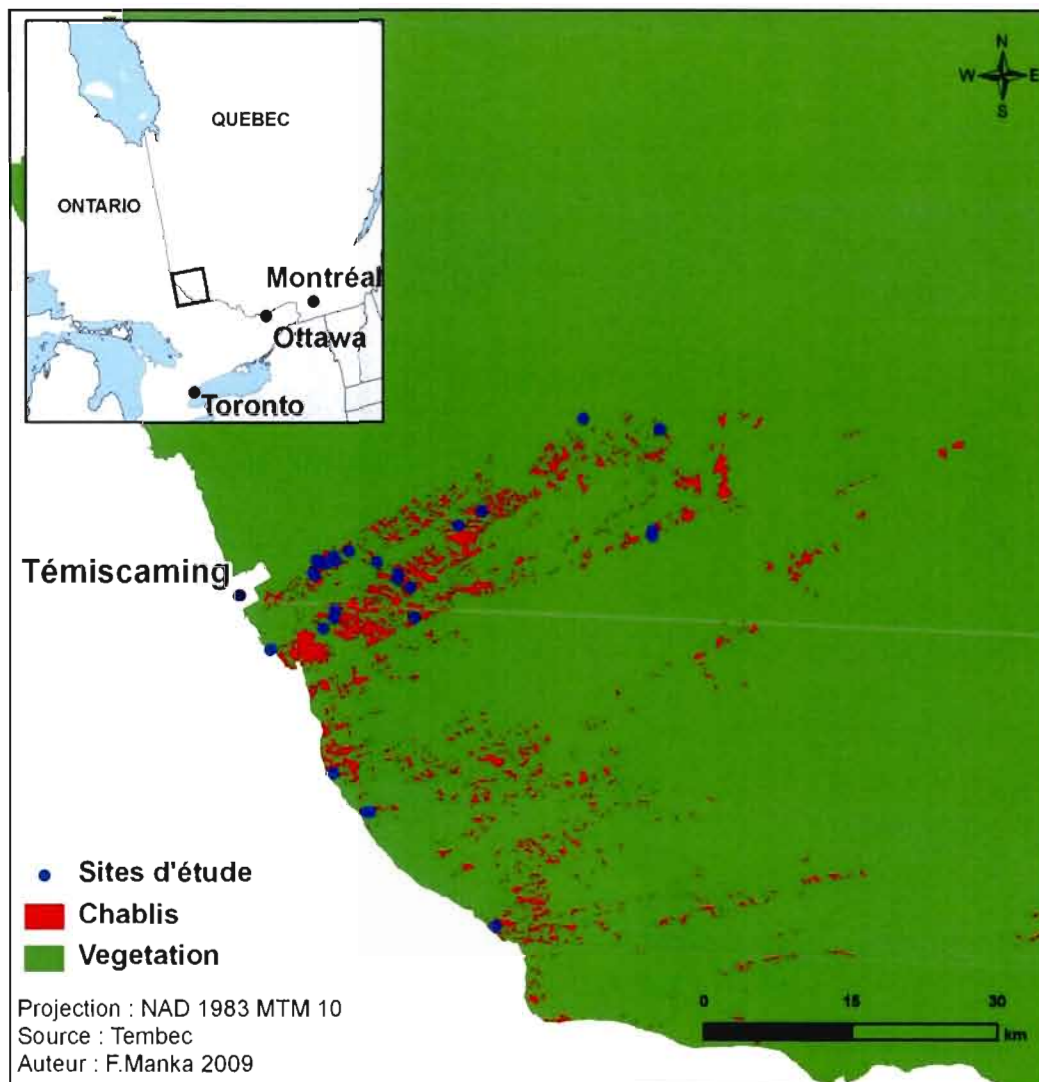 QUEBEC
ONTARIO
Montréal
Ottawa
Toronto
N
W E
S
Témiscaming
Sites d'étude
Chablis
Vegetation
Projection : NAD 1983 MTM 10
Source : Tembec
Auteur : F.Manka 2009
0 15 30
km